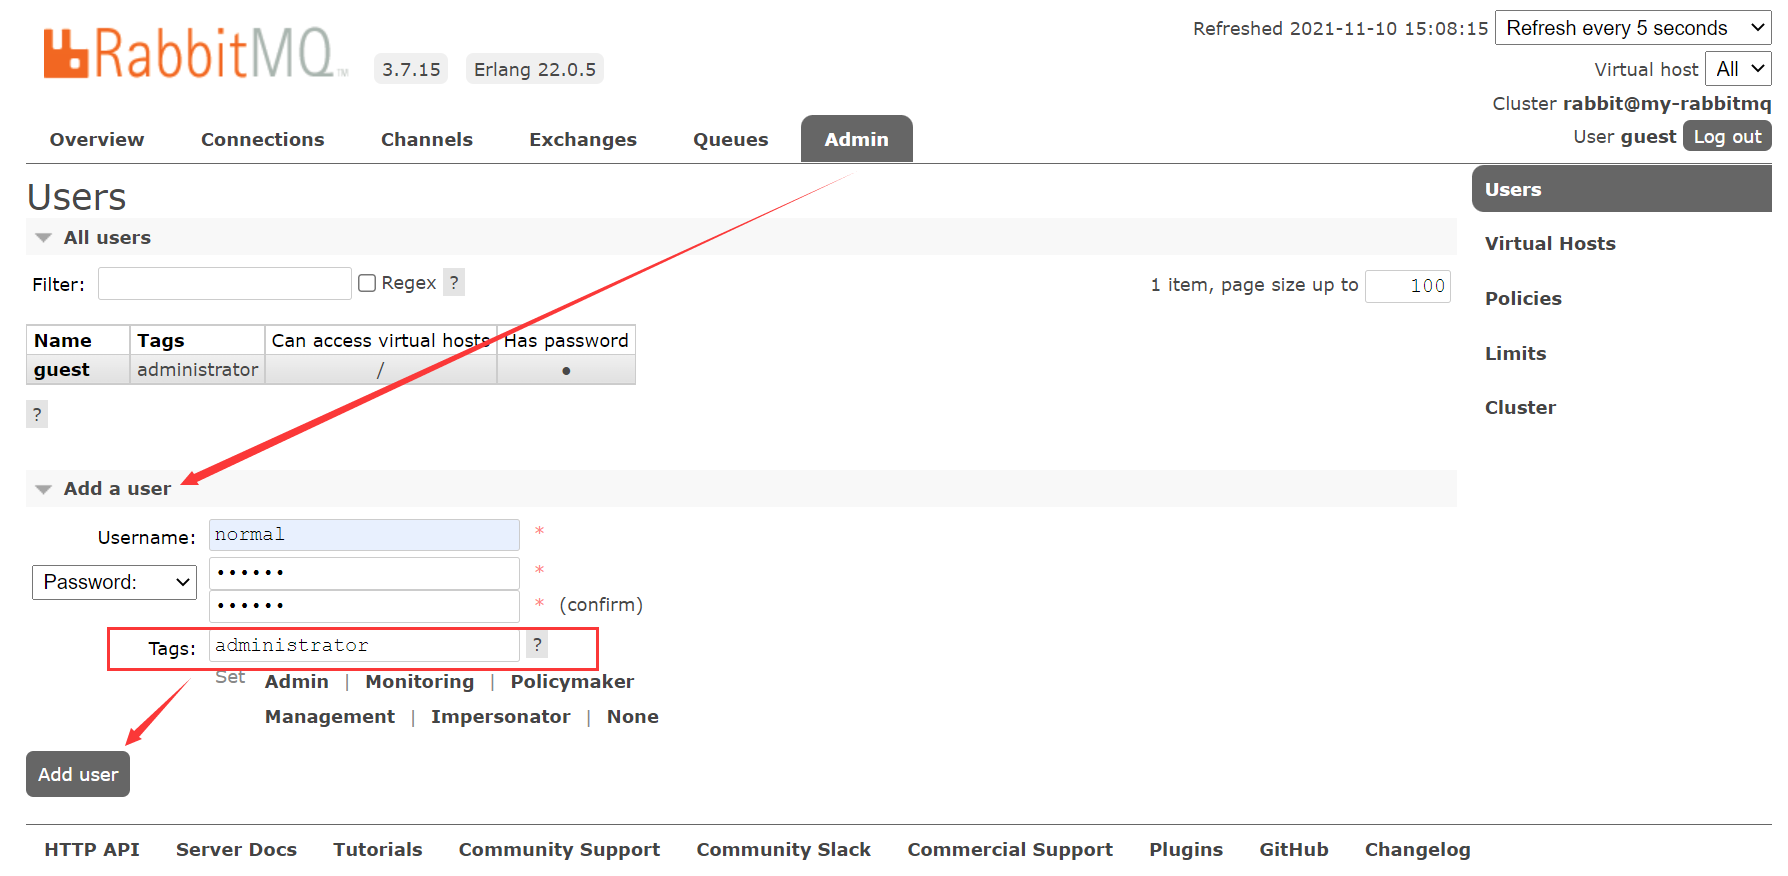 RabbitMQ TM 3.7.15 Erlang 22.0.5
Refreshed 2021-11-10 15:08:15 Refresh every 5 seconds
Virtual host All
Cluster rabbit@my-rabbitmq
User guest Log out
Overview Connections Channels Exchanges Queues Admin
Users
All users
Filter: Regex ? 1 item, page size up to 100
Name Tags Can access virtual hosts Has password
guest administrator / ●
?
Add a user
Username: normal *
Password: •••••• *
•••••• * (confirm)
Tags: administrator ?
Set Admin | Monitoring | Policymaker
Management | Impersonator | None
Add user
Users
Virtual Hosts
Policies
Limits
Cluster
HTTP API Server Docs Tutorials Community Support Community Slack Commercial Support Plugins GitHub Changelog